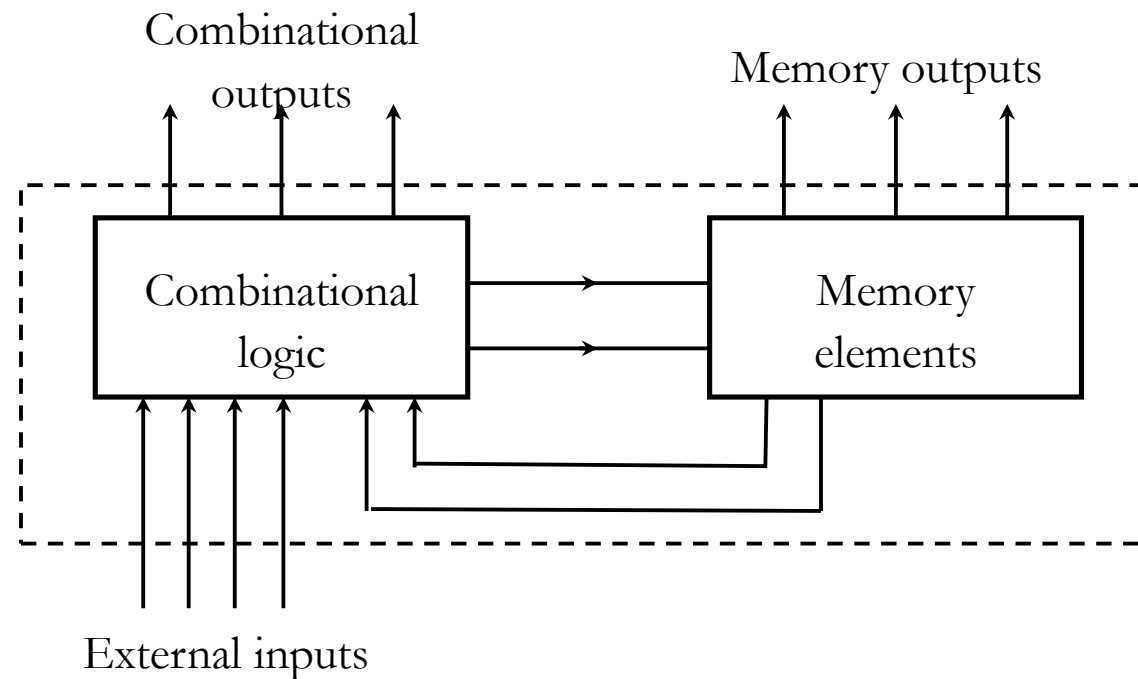 Combinational
outputs
Memory outputs
Combinational
logic
Memory
elements
External inputs